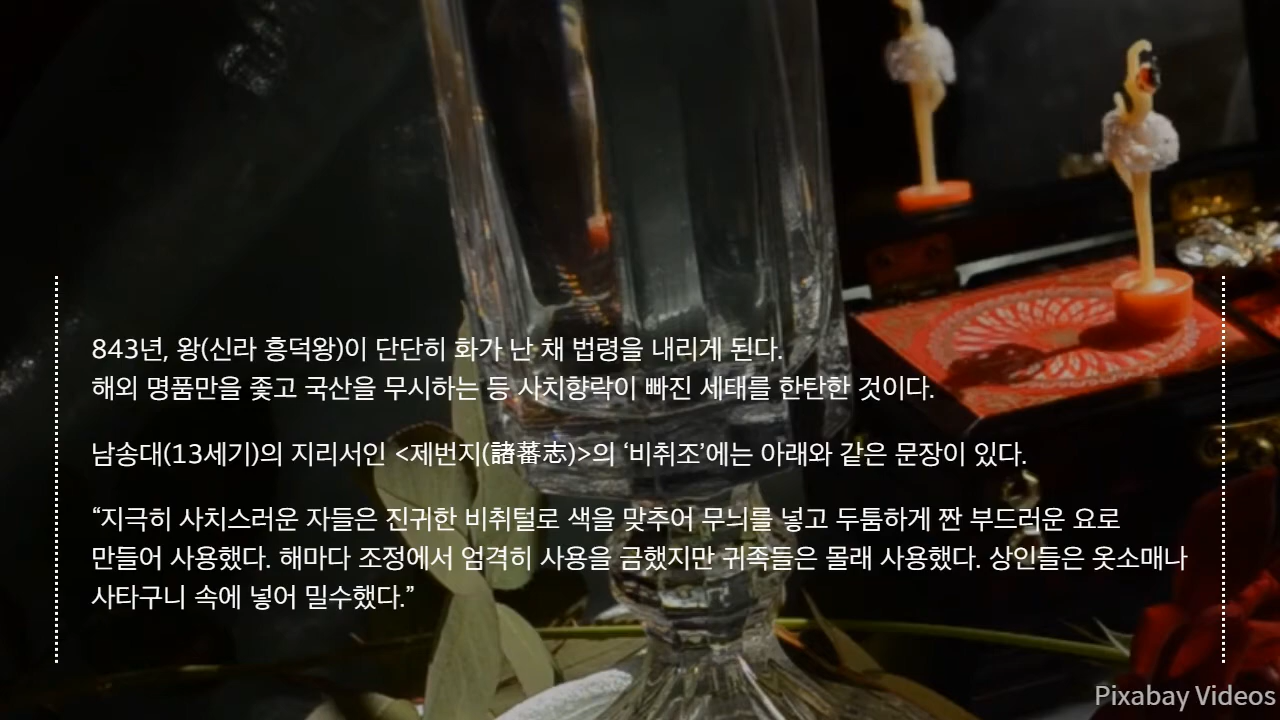 843년, 왕(신라 흥덕왕)이 단단히 화가 난 채 법령을 내리게 된다.
해외 명품만을 좇고 국산을 무시하는 등 사치향락이 빠진 세태를 한탄한 것이다.
남송대(13세기)의 지리서인 <제번지(諸蕃志)>의 ‘비취조’에는 아래와 같은 문장이 있다.
“지극히 사치스러운 자들은 진귀한 비취털로 색을 맞추어 무늬를 넣고 두툼하게 짠 부드러운 요로
만들어 사용했다. 해마다 조정에서 엄격히 사용을 금했지만 귀족들은 몰래 사용했다. 상인들은 옷소매나
사타구니 속에 넣어 밀수했다.”
Pixabay Videos